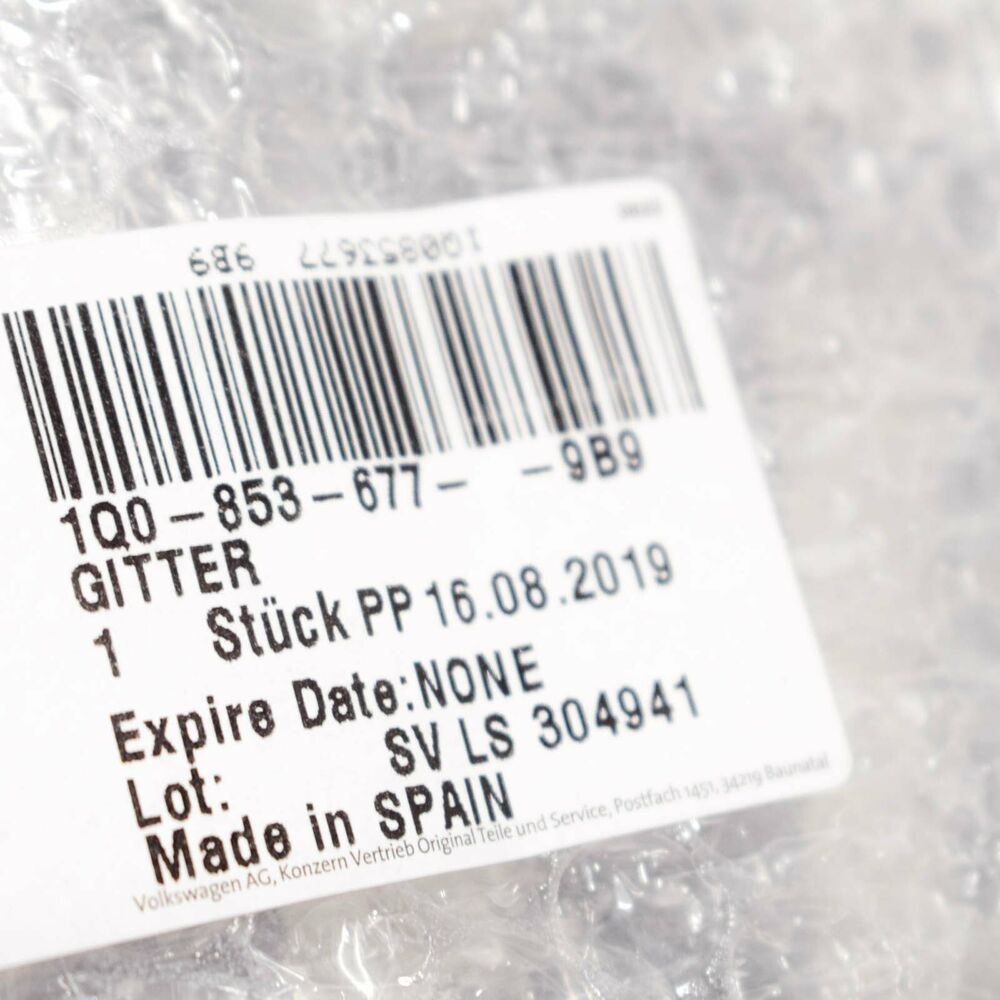 1Q0853677 9B9
1Q0-853-677- -9B9
GITTER
1 Stück PP 16.08.2019
Expire Date:NONE
Lot: SV LS 304941
Made in SPAIN
Volkswagen AG, Konzern Vertrieb Original Teile und Service, Postfach 1451, 34219 Baunatal